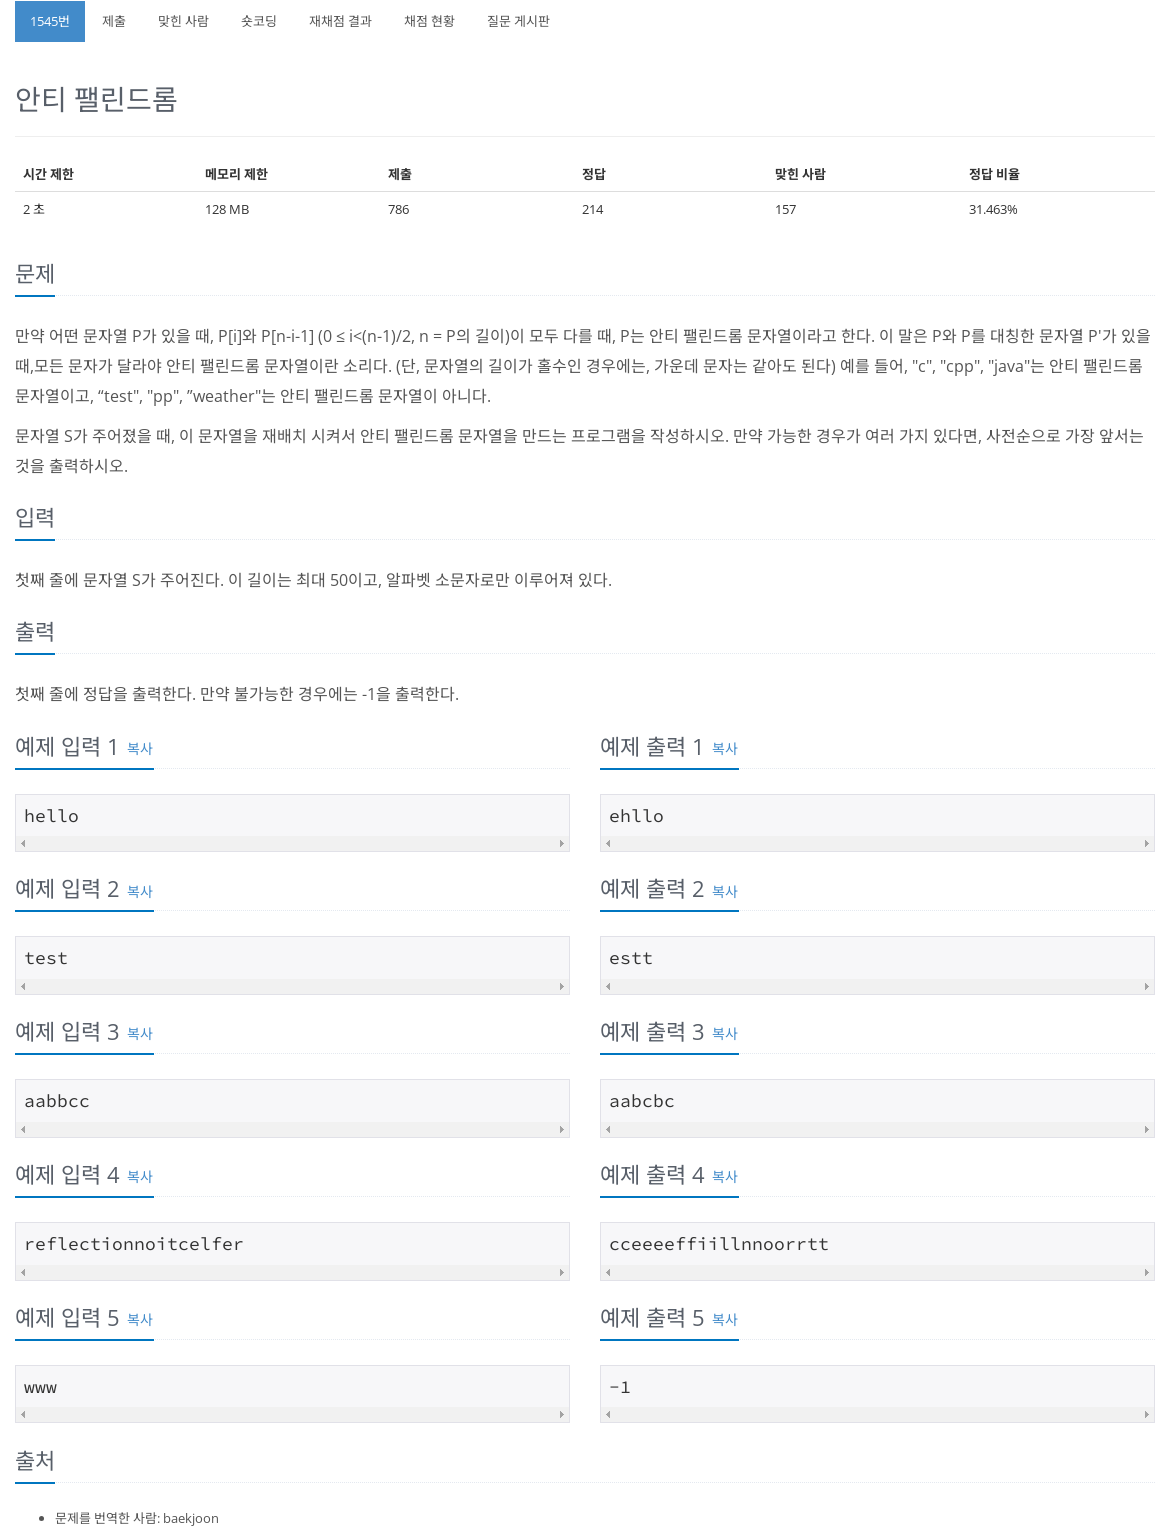 1545번 제출 맞힌 사람 숏코딩 재채점 결과 채점 현황 질문 게시판
안티 팰린드롬
시간 제한 메모리 제한 제출 정답 맞힌 사람 정답 비율
2 초 128 MB 786 214 157 31.463%
문제
만약 어떤 문자열 P가 있을 때, P[i]와 P[n-i-1] (0 ≤ i<(n-1)/2, n = P의 길이)이 모두 다를 때, P는 안티 팰린드롬 문자열이라고 한다. 이 말은 P와 P를 대칭한 문자열 P'가 있을
때,모든 문자가 달라야 안티 팰린드롬 문자열이란 소리다. (단, 문자열의 길이가 홀수인 경우에는, 가운데 문자는 같아도 된다) 예를 들어, "c", "cpp", "java"는 안티 팰린드롬
문자열이고, “test", "pp", ”weather"는 안티 팰린드롬 문자열이 아니다.
문자열 S가 주어졌을 때, 이 문자열을 재배치 시켜서 안티 팰린드롬 문자열을 만드는 프로그램을 작성하시오. 만약 가능한 경우가 여러 가지 있다면, 사전순으로 가장 앞서는
것을 출력하시오.
입력
첫째 줄에 문자열 S가 주어진다. 이 길이는 최대 50이고, 알파벳 소문자로만 이루어져 있다.
출력
첫째 줄에 정답을 출력한다. 만약 불가능한 경우에는 -1을 출력한다.
예제 입력 1 복사 예제 출력 1 복사
hello ehllo
예제 입력 2 복사 예제 출력 2 복사
test estt
예제 입력 3 복사 예제 출력 3 복사
aabbcc aabcbc
예제 입력 4 복사 예제 출력 4 복사
reflectionnoitcelfer cceeeeffiillnnoorrtt
예제 입력 5 복사 예제 출력 5 복사
www -1
출처
문제를 번역한 사람: baekjoon